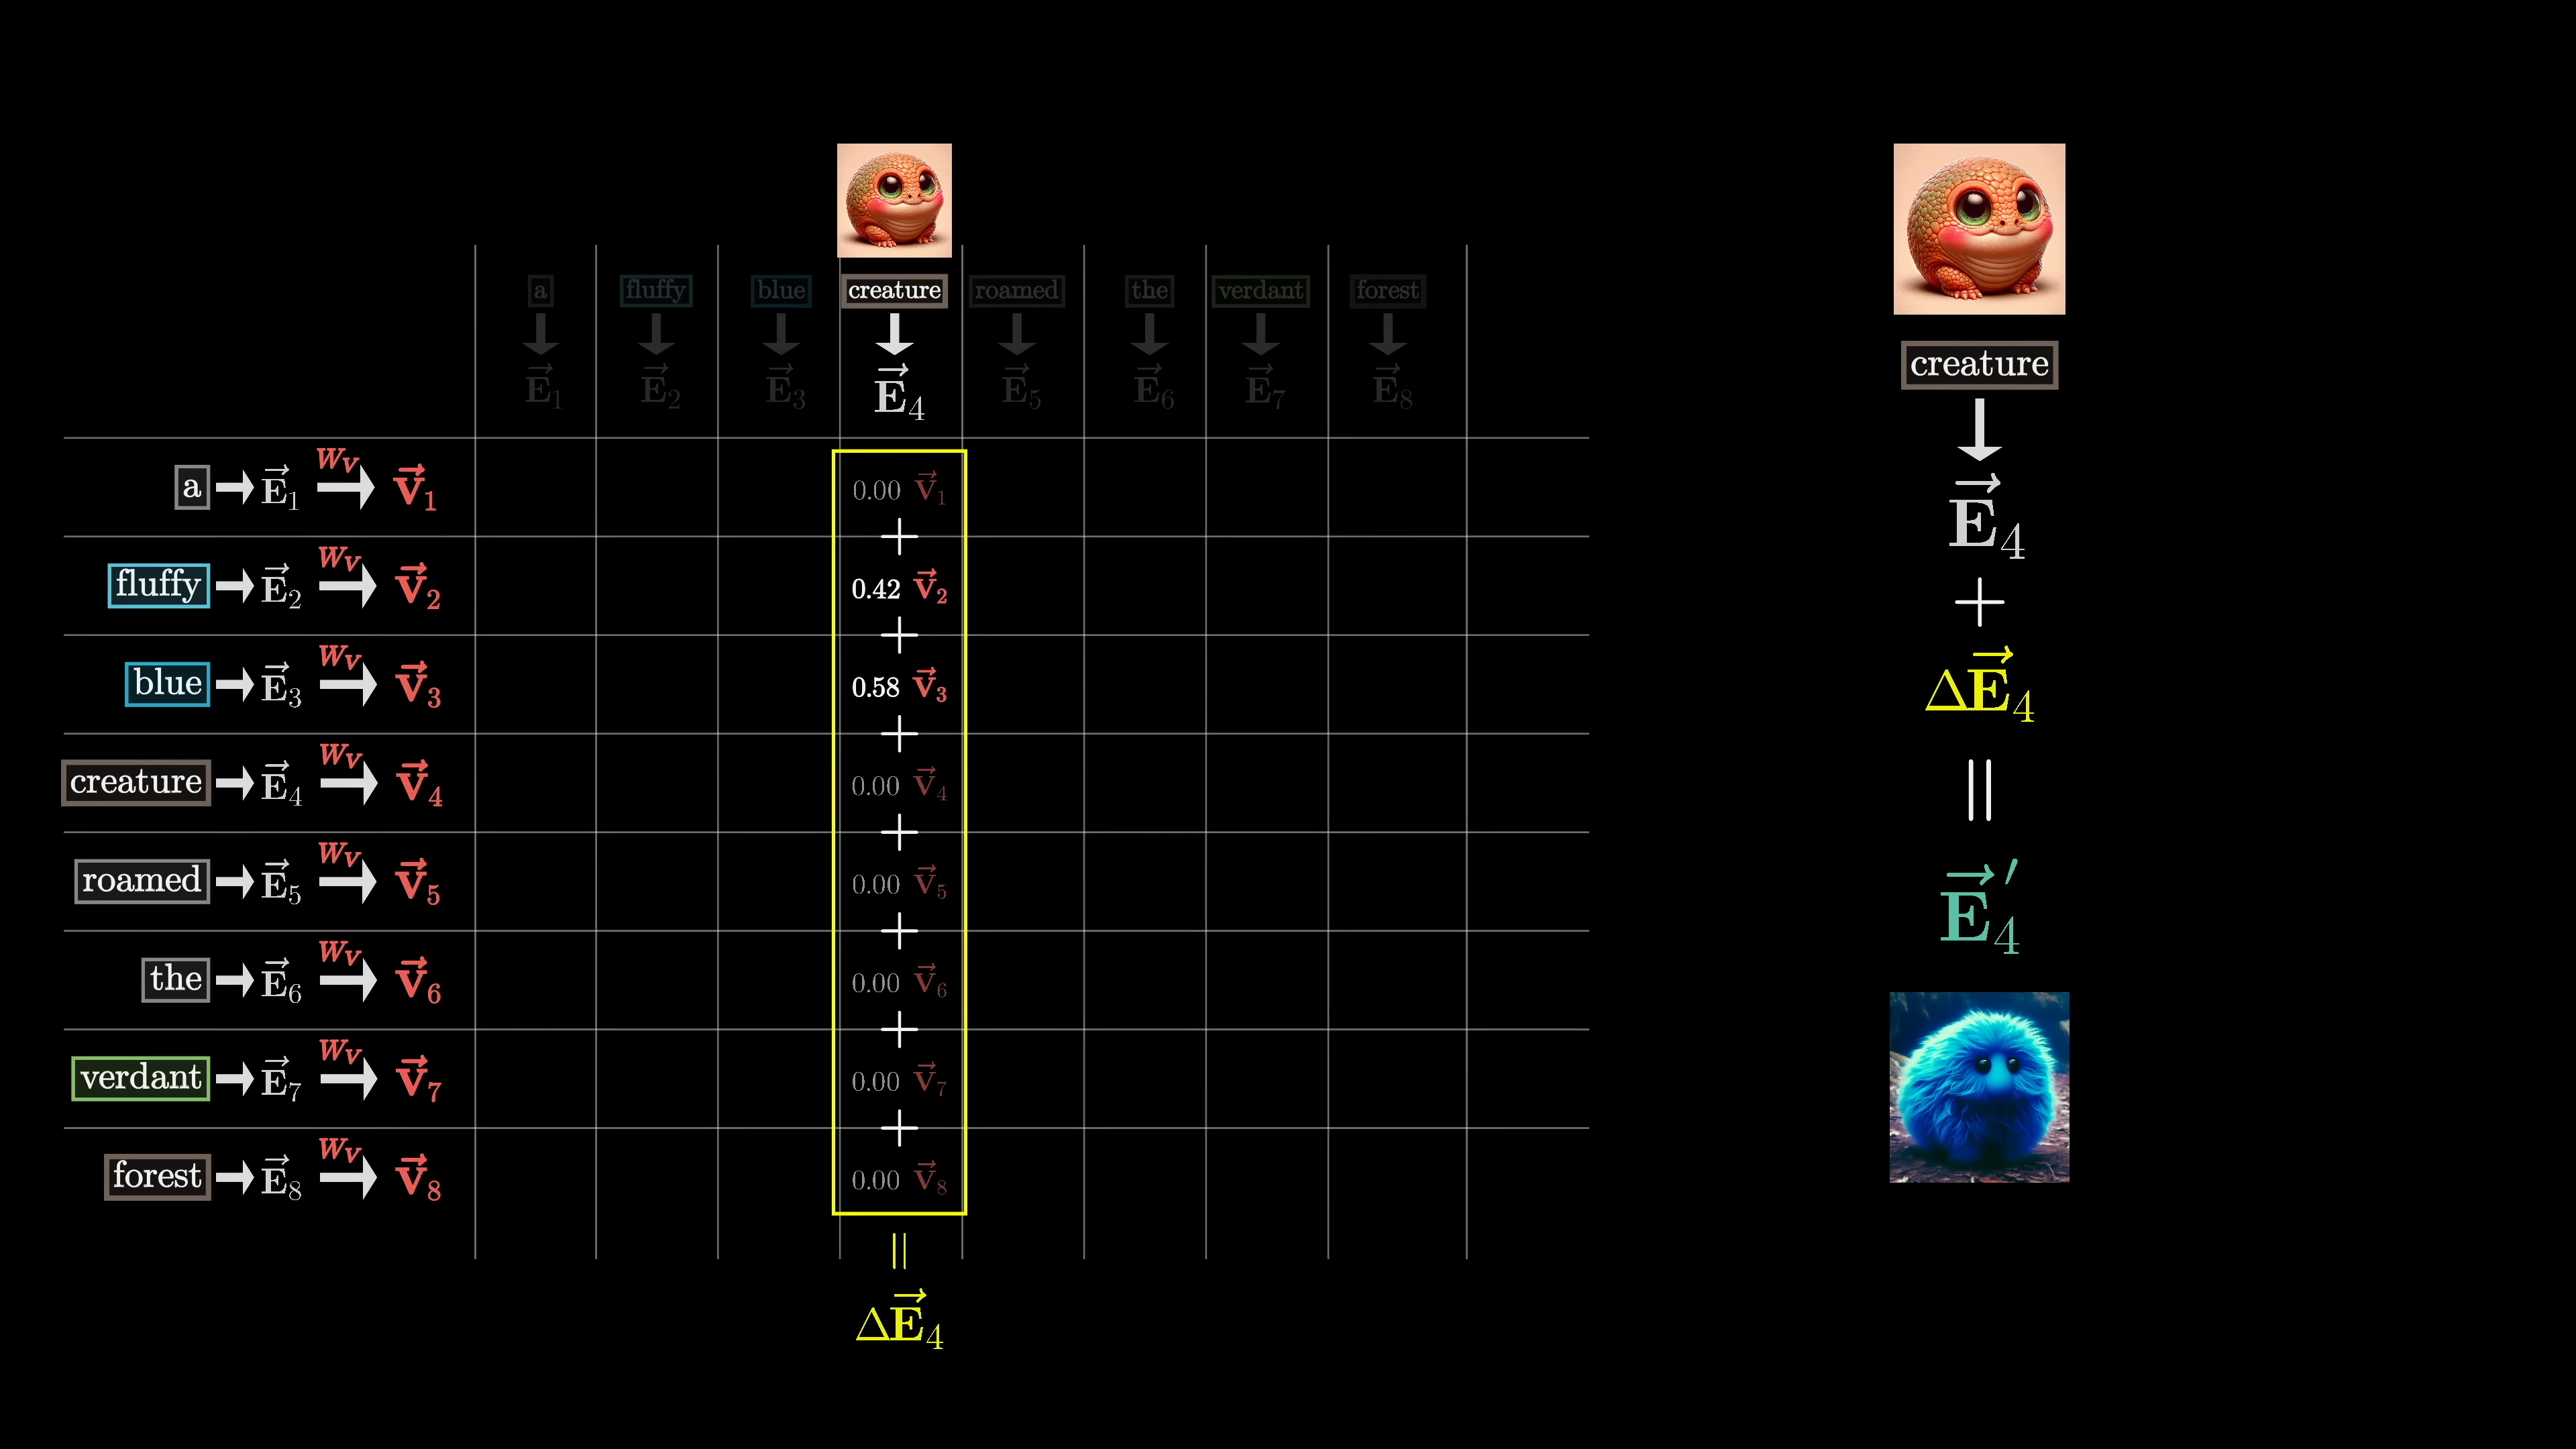 a fluffy blue creature roamed the verdant forest
E⃗₁ E⃗₂ E⃗₃ E⃗₄ E⃗₅ E⃗₆ E⃗₇ E⃗₈
a → E⃗₁ W_V → v⃗₁ 0.00 v⃗₁
+
fluffy → E⃗₂ W_V → v⃗₂ 0.42 v⃗₂
+
blue → E⃗₃ W_V → v⃗₃ 0.58 v⃗₃
+
creature → E⃗₄ W_V → v⃗₄ 0.00 v⃗₄
+
roamed → E⃗₅ W_V → v⃗₅ 0.00 v⃗₅
+
the → E⃗₆ W_V → v⃗₆ 0.00 v⃗₆
+
verdant → E⃗₇ W_V → v⃗₇ 0.00 v⃗₇
+
forest → E⃗₈ W_V → v⃗₈ 0.00 v⃗₈
||
ΔE⃗₄
creature
E⃗₄
+
ΔE⃗₄
||
E⃗₄′